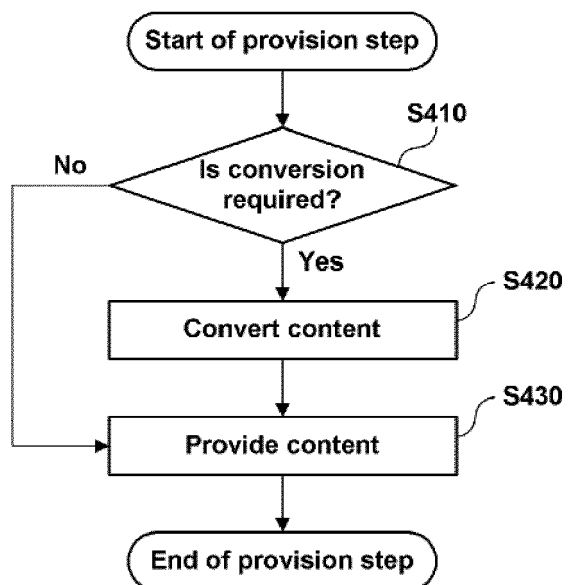 Start of provision step
S410
No
Is conversion
required?
Yes
S420
Convert content
S430
Provide content
End of provision step